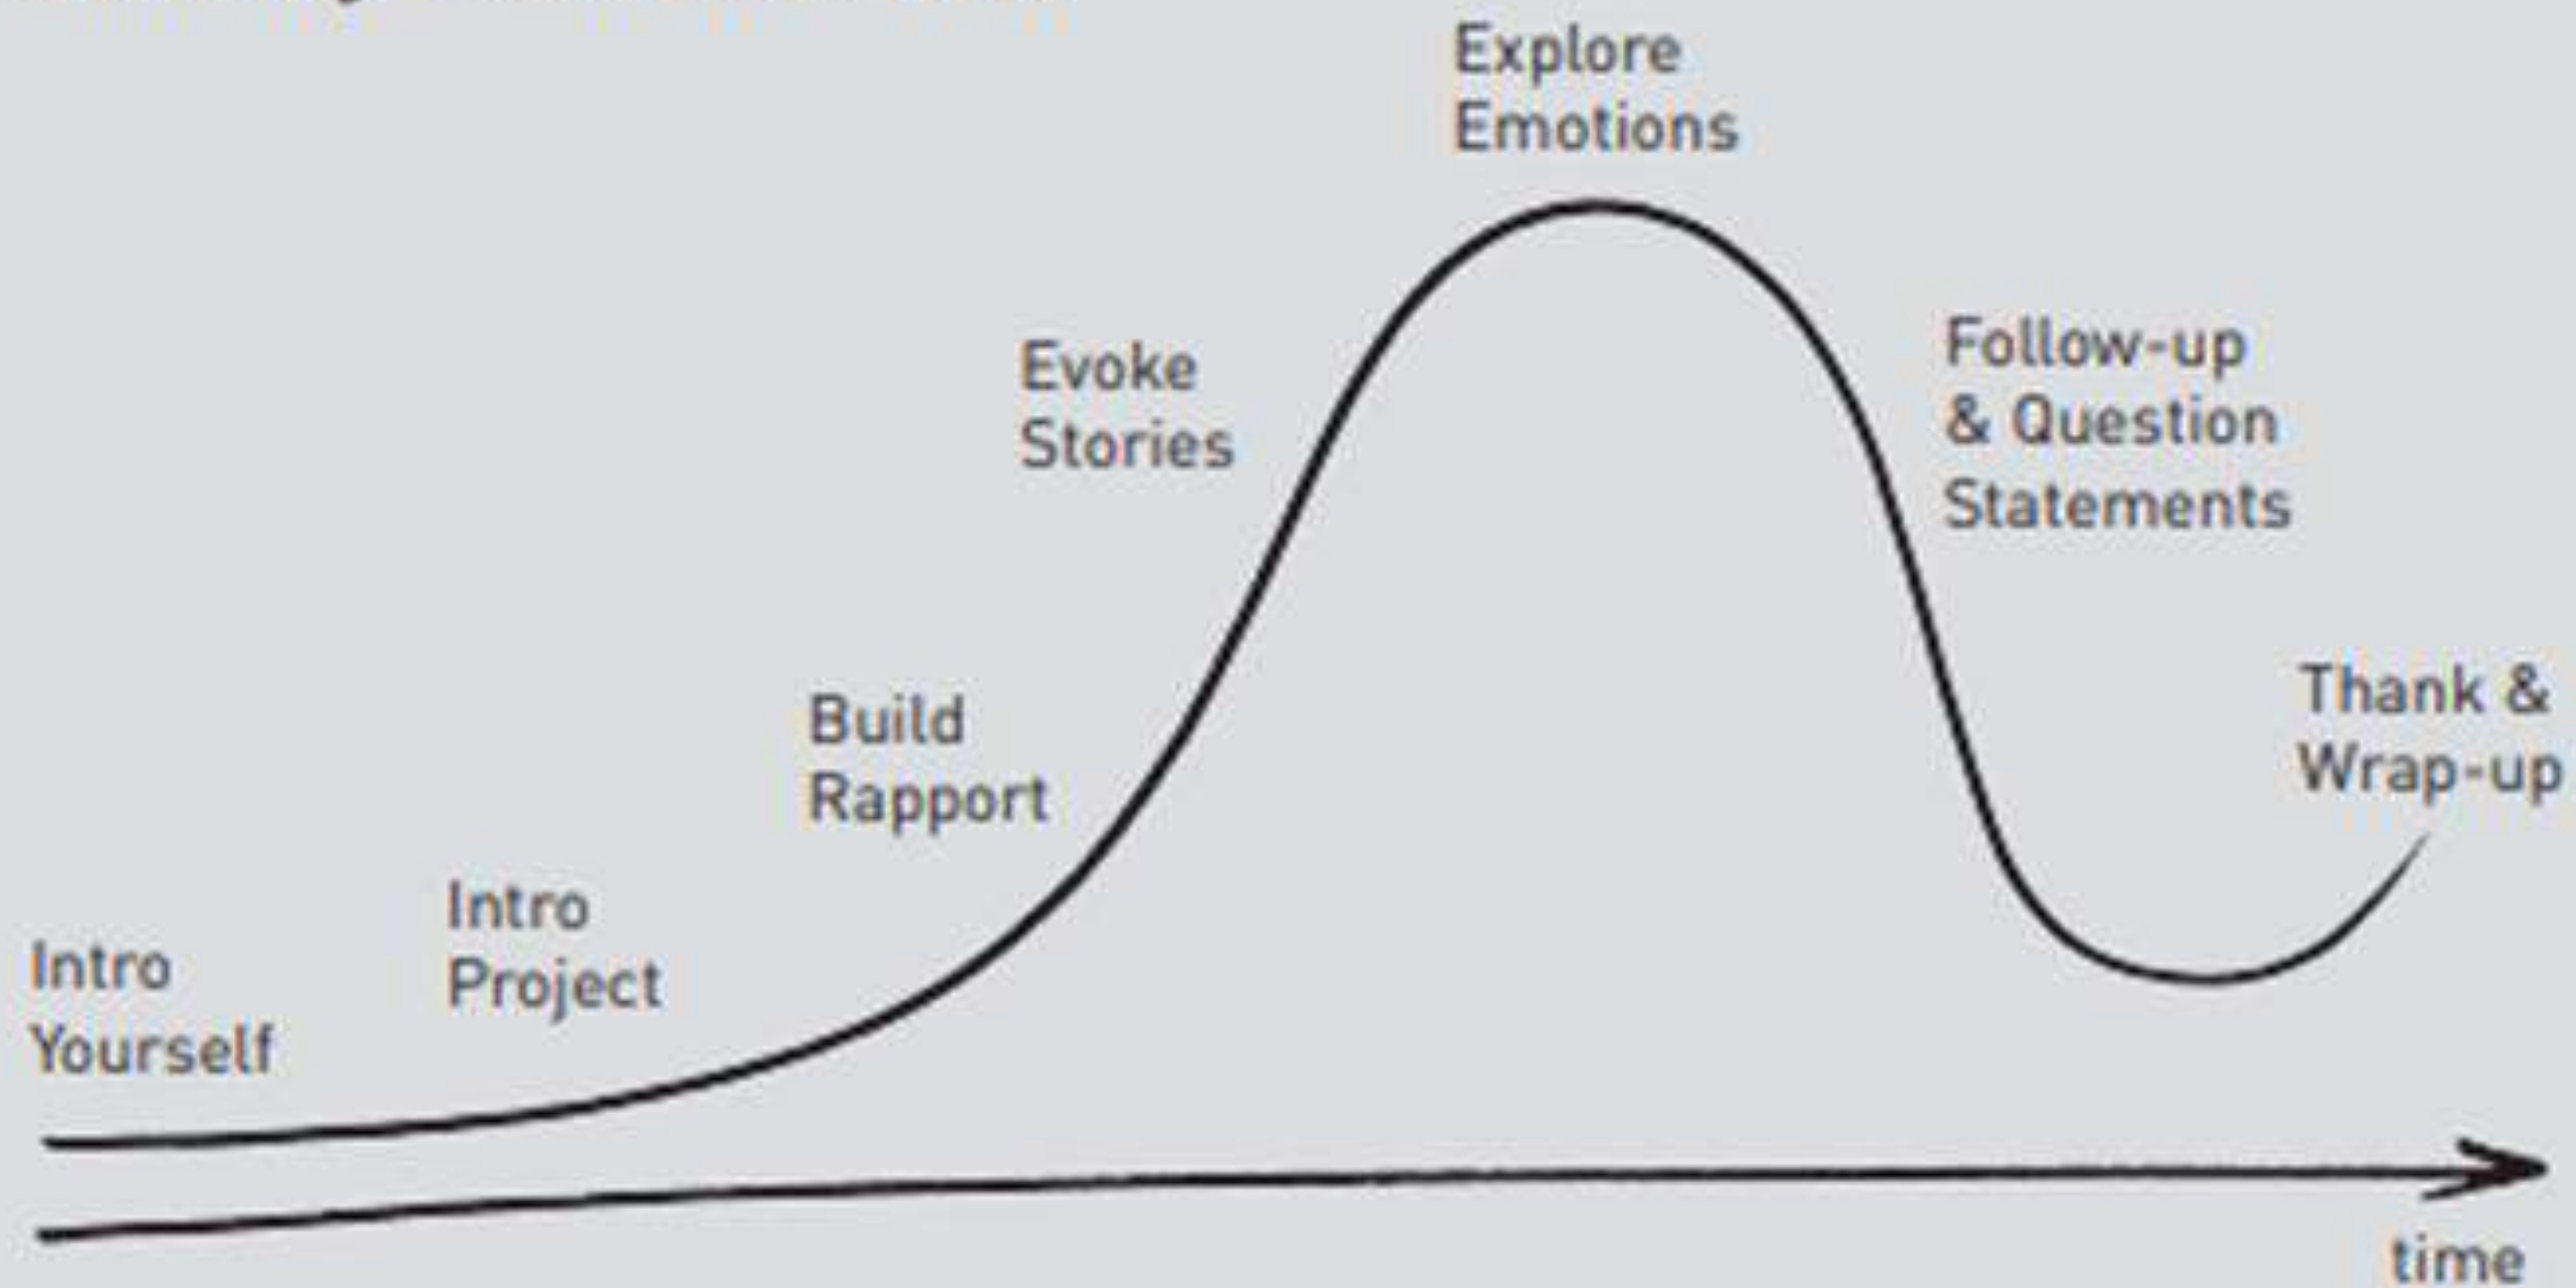 Explore
Emotions
Evoke
Stories
Follow-up
& Question
Statements
Build
Rapport
Thank &
Wrap-up
Intro
Project
Intro
Yourself
time